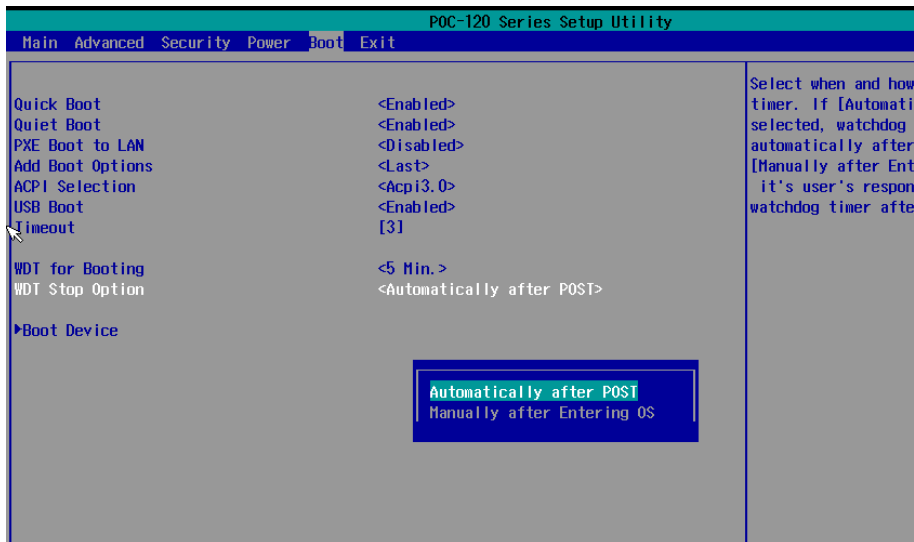 POC-120 Series Setup Utility
Main Advanced Security Power Boot Exit
Quick Boot <Enabled>
Quiet Boot <Enabled>
PXE Boot to LAN <Disabled>
Add Boot Options <Last>
ACPI Selection <Acpi3.0>
USB Boot <Enabled>
Timeout [3]
WDT for Booting <5 Min.>
WDT Stop Option <Automatically after POST>
Boot Device
Automatically after POST
Manually after Entering OS
Select when and how
timer. If [Automati
selected, watchdog
automatically after
[Manually after Ent
it's user's respon
watchdog timer afte